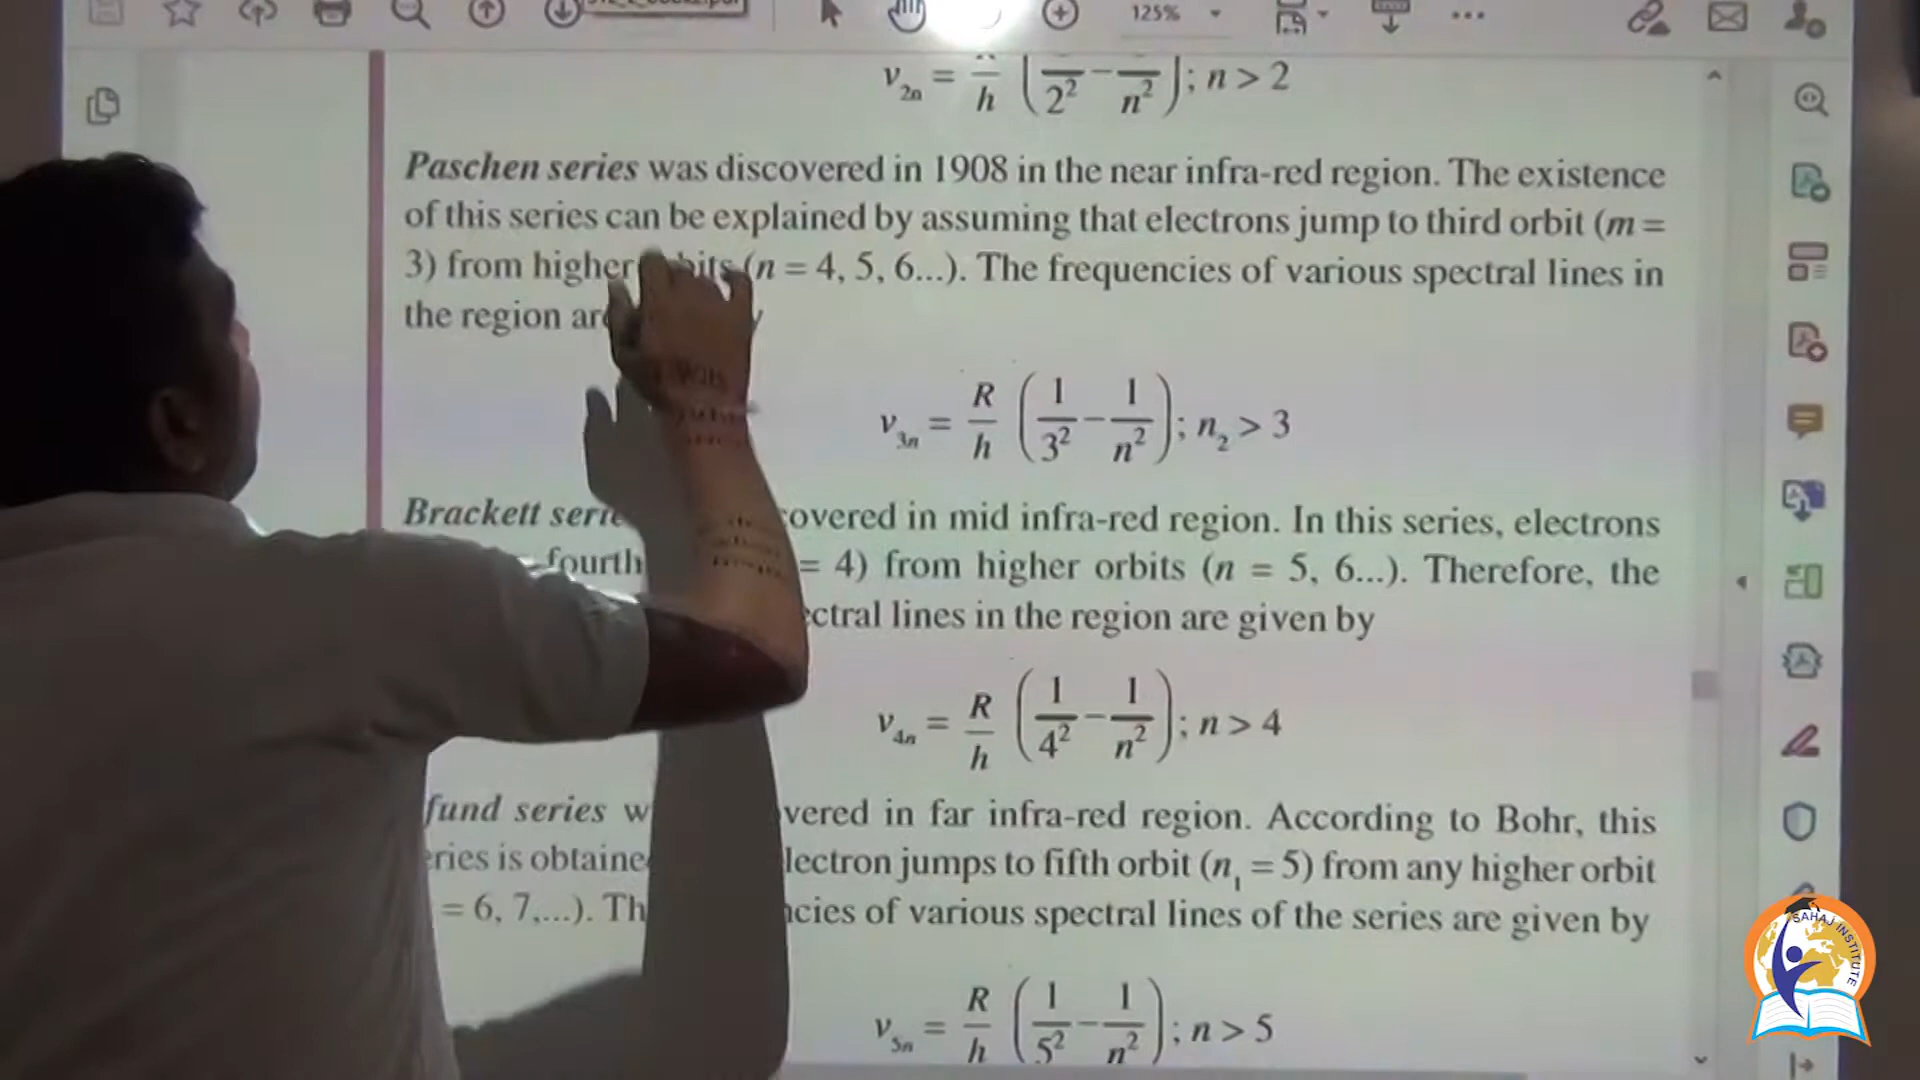 125%
ν2n = R/h (1/2² − 1/n²); n > 2
Paschen series was discovered in 1908 in the near infra-red region. The existence
of this series can be explained by assuming that electrons jump to third orbit (m =
3) from higher (n = 4, 5, 6...). The frequencies of various spectral lines in
the region
ν3n = R/h (1/3² − 1/n²); n₂ > 3
Brackett overed in mid infra-red region. In this series, electrons
fourth = 4) from higher orbits (n = 5, 6...). Therefore, the
ctral lines in the region are given by
ν4n = R/h (1/4² − 1/n²); n > 4
fund series w vered in far infra-red region. According to Bohr, this
eries is obtaine lectron jumps to fifth orbit (n₁ = 5) from any higher orbit
= 6, 7,...). Th ncies of various spectral lines of the series are given by
ν5n = R/h (1/5² − 1/n²); n > 5
SAHAJ INSTITUTE